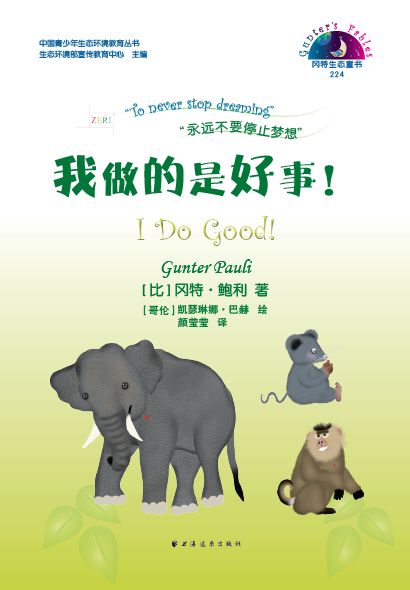 中国青少年生态环境教育丛书
生态环境部宣传教育中心 主编
Gunter's Fables
冈特生态童书
224
ZERI
“To never stop dreaming”
“永远不要停止梦想”
我做的是好事！
I Do Good!
Gunter Pauli
［比］冈特·鲍利 著
［哥伦］凯瑟琳娜·巴赫 绘
颜莹莹 译
上海远东出版社